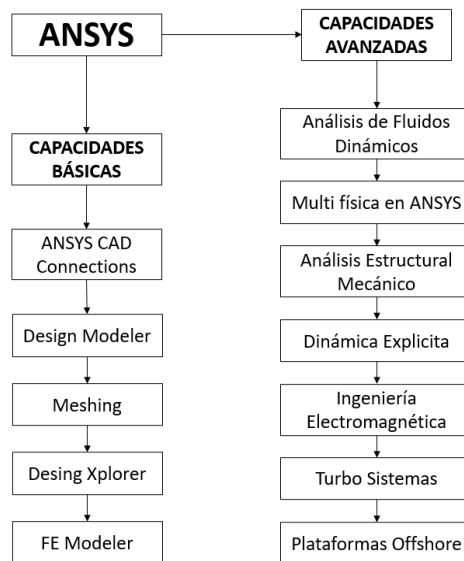 ANSYS
CAPACIDADES
BÁSICAS
ANSYS CAD
Connections
Design Modeler
Meshing
Desing Xplorer
FE Modeler
CAPACIDADES
AVANZADAS
Análisis de Fluidos
Dinámicos
Multi física en ANSYS
Análisis Estructural
Mecánico
Dinámica Explicita
Ingeniería
Electromagnética
Turbo Sistemas
Plataformas Offshore